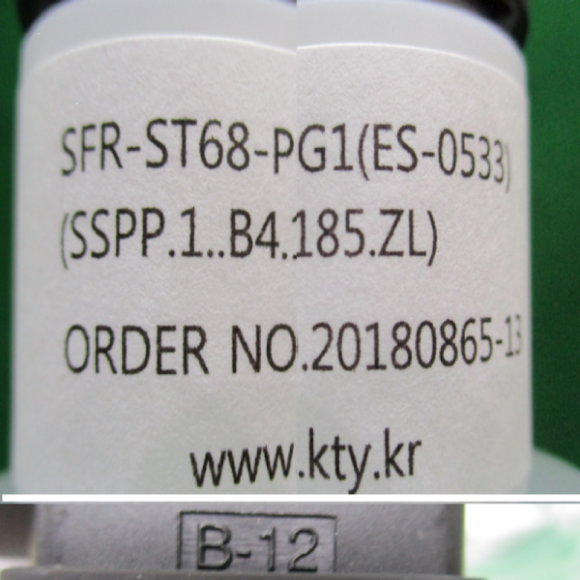 SFR-ST68-PG1(ES-0533)
(SSPP.1..B4.185.ZL)
ORDER NO.20180865-13
www.kty.kr
B-12